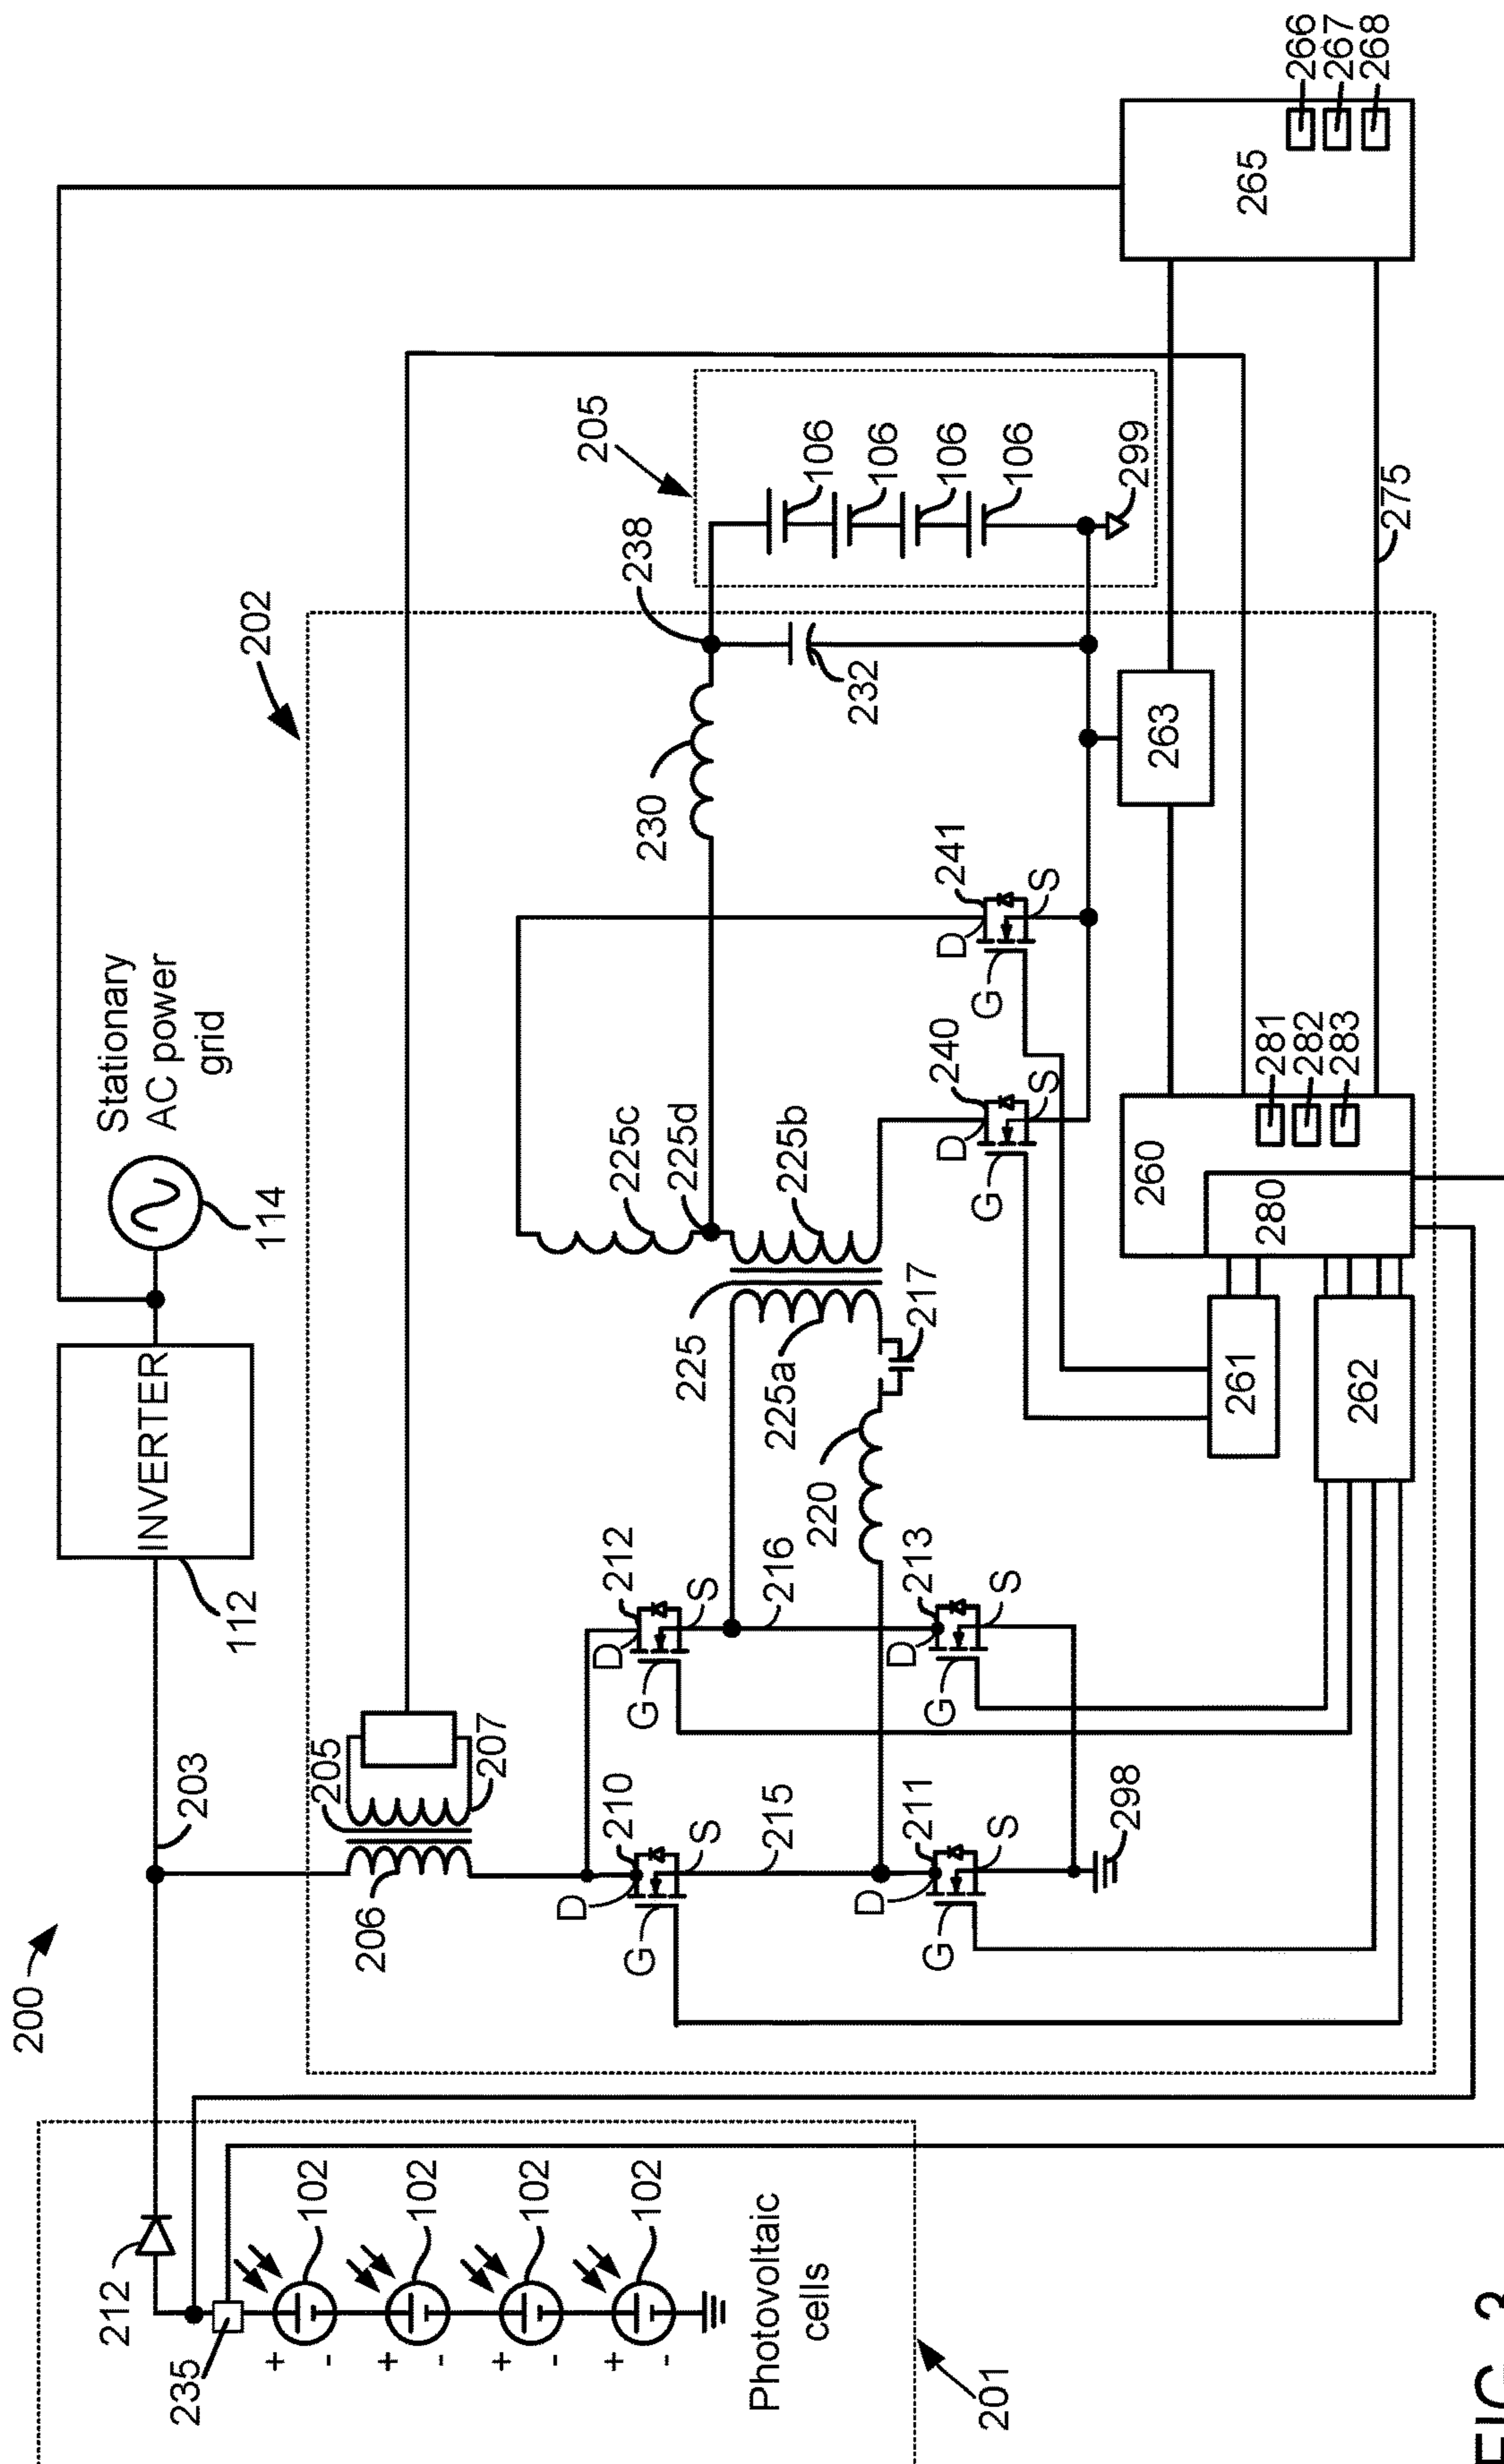 200
212
235
102
102
102
102
+
-
+
-
+
-
+
-
Photovoltaic
cells
201
203
112
INVERTER
114
Stationary
AC power
grid
202
205
206
207
210
D
G
S
215
211
D
G
S
298
212
D
G
S
216
213
D
G
S
220
217
225
225a
225b
225c
225d
230
232
238
240
D
G
S
241
D
G
S
205
106
106
106
106
299
260
280
281
282
283
261
262
263
275
265
266
267
268
FIG. 3